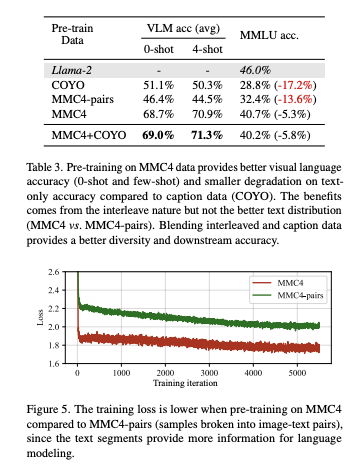 Pre-train
Data
VLM acc (avg)
MMLU acc.
0-shot 4-shot
Llama-2 - - 46.0%
COYO 51.1% 50.3% 28.8% (-17.2%)
MMC4-pairs 46.4% 44.5% 32.4% (-13.6%)
MMC4 68.7% 70.9% 40.7% (-5.3%)
MMC4+COYO 69.0% 71.3% 40.2% (-5.8%)
Table 3. Pre-training on MMC4 data provides better visual language
accuracy (0-shot and few-shot) and smaller degradation on text-
only accuracy compared to caption data (COYO). The benefits
comes from the interleave nature but not the better text distribution
(MMC4 vs. MMC4-pairs). Blending interleaved and caption data
provides a better diversity and downstream accuracy.
2.6
2.4
2.2
2.0
1.8
1.6
Loss
MMC4
MMC4-pairs
0 1000 2000 3000 4000 5000
Training iteration
Figure 5. The training loss is lower when pre-training on MMC4
compared to MMC4-pairs (samples broken into image-text pairs),
since the text segments provide more information for language
modeling.